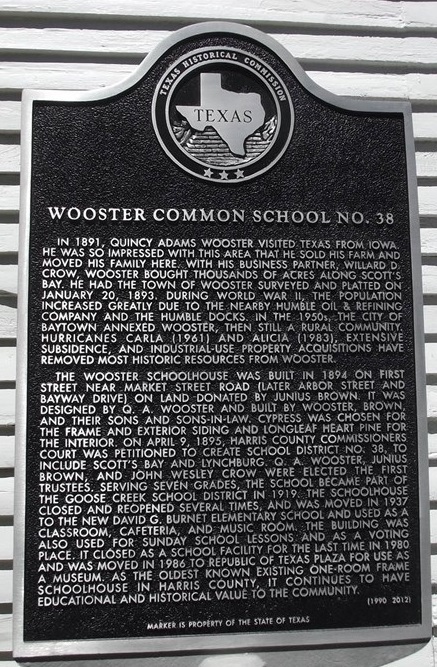 TEXAS HISTORICAL COMMISSION
TEXAS
WOOSTER COMMON SCHOOL NO. 38
IN 1891, QUINCY ADAMS WOOSTER VISITED TEXAS FROM IOWA.
HE WAS SO IMPRESSED WITH THIS AREA THAT HE SOLD HIS FARM AND
MOVED HIS FAMILY HERE. WITH HIS BUSINESS PARTNER, WILLARD D.
CROW, WOOSTER BOUGHT THOUSANDS OF ACRES ALONG SCOTT'S
BAY. HE HAD THE TOWN OF WOOSTER SURVEYED AND PLATTED ON
JANUARY 20, 1893. DURING WORLD WAR II, THE POPULATION
INCREASED GREATLY DUE TO THE NEARBY HUMBLE OIL & REFINING
COMPANY AND THE HUMBLE DOCKS. IN THE 1950s, THE CITY OF
BAYTOWN ANNEXED WOOSTER, THEN STILL A RURAL COMMUNITY.
HURRICANES CARLA (1961) AND ALICIA (1983), EXTENSIVE
SUBSIDENCE, AND INDUSTRIAL-USE PROPERTY ACQUISITIONS HAVE
REMOVED MOST HISTORIC RESOURCES FROM WOOSTER.
THE WOOSTER SCHOOLHOUSE WAS BUILT IN 1894 ON FIRST
STREET NEAR MARKET STREET ROAD (LATER ARBOR STREET AND
BAYWAY DRIVE), ON LAND DONATED BY JUNIUS BROWN. IT WAS
DESIGNED BY Q. A. WOOSTER AND BUILT BY WOOSTER, BROWN,
AND THEIR SONS AND SONS-IN-LAW. CYPRESS WAS CHOSEN FOR
THE FRAME AND EXTERIOR SIDING AND LONGLEAF HEART PINE FOR
THE INTERIOR. ON APRIL 9, 1895, HARRIS COUNTY COMMISSIONERS
COURT WAS PETITIONED TO CREATE SCHOOL DISTRICT NO. 38, TO
INCLUDE SCOTT'S BAY AND LYNCHBURG. Q. A. WOOSTER, JUNIUS
BROWN, AND JOHN WESLEY CROW WERE ELECTED THE FIRST
TRUSTEES. SERVING SEVEN GRADES, THE SCHOOL BECAME PART OF
THE GOOSE CREEK SCHOOL DISTRICT IN 1919. THE SCHOOLHOUSE
CLOSED AND REOPENED SEVERAL TIMES, AND WAS MOVED IN 1937
TO THE NEW DAVID G. BURNET ELEMENTARY SCHOOL AND USED AS A
CLASSROOM, CAFETERIA, AND MUSIC ROOM. THE BUILDING WAS
ALSO USED FOR SUNDAY SCHOOL LESSONS AND AS A VOTING
PLACE. IT CLOSED AS A SCHOOL FACILITY FOR THE LAST TIME IN 1980
AND WAS MOVED IN 1986 TO REPUBLIC OF TEXAS PLAZA FOR USE AS
A MUSEUM. AS THE OLDEST KNOWN EXISTING ONE-ROOM FRAME
SCHOOLHOUSE IN HARRIS COUNTY, IT CONTINUES TO HAVE
EDUCATIONAL AND HISTORICAL VALUE TO THE COMMUNITY.
(1990 2012)
MARKER IS PROPERTY OF THE STATE OF TEXAS